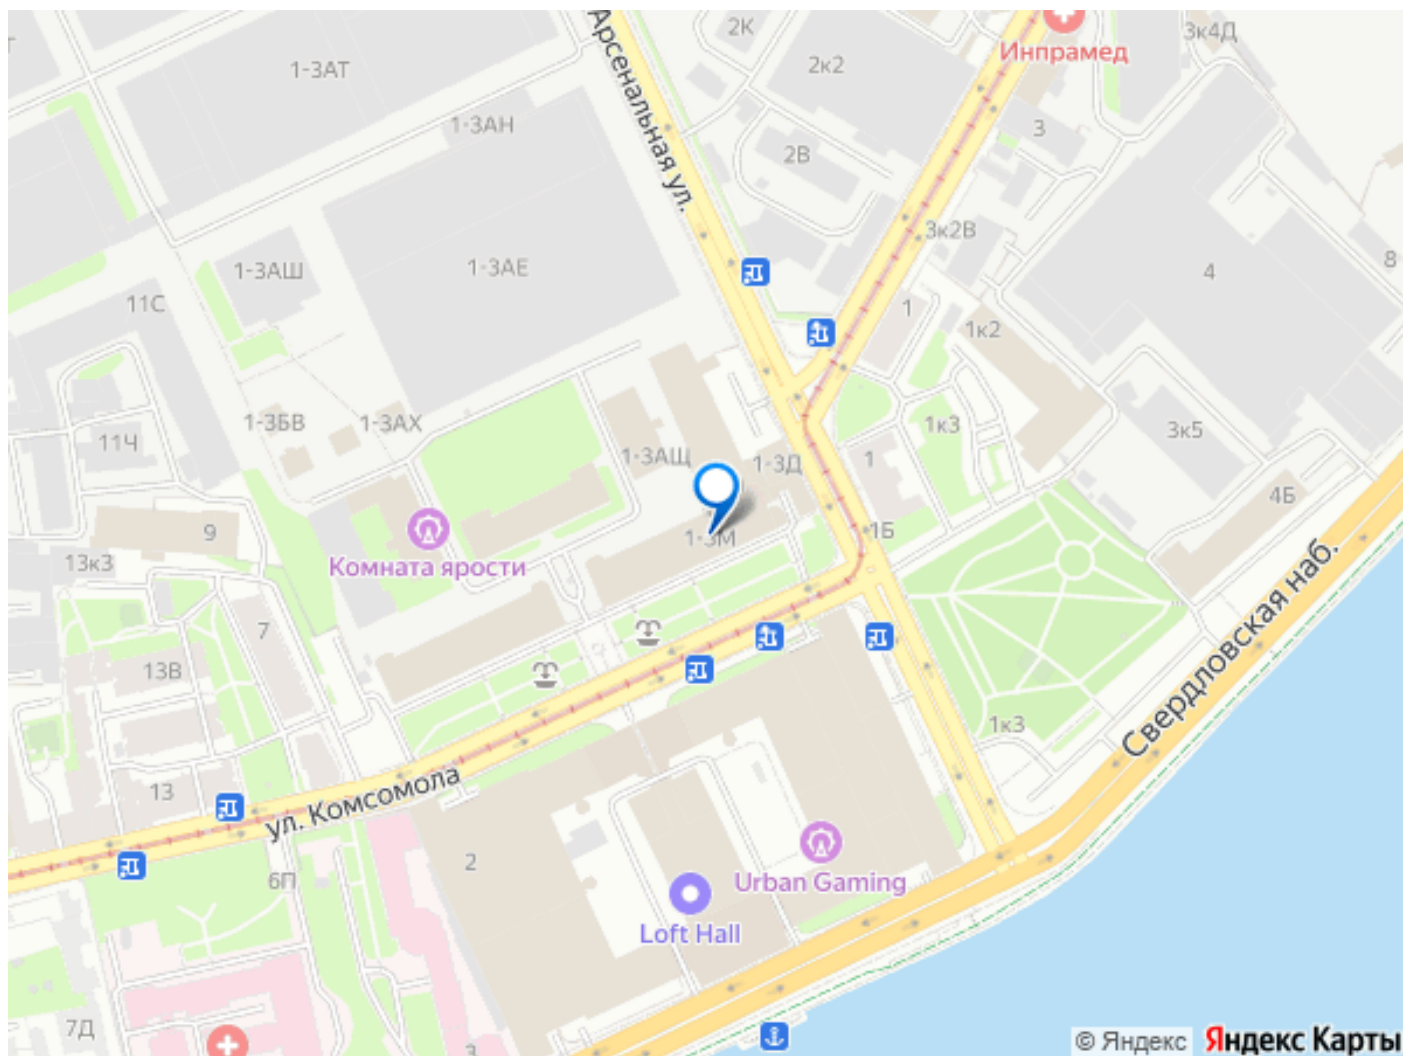 Т
1-3АТ
2К
2к2
3к4Д
Инпрамед
Арсенальная ул.
1-3АН
2В
3
3к2В
1-3АШ
1-3АЕ
4
8
11С
1
1к2
1-3БВ
1-3АХ
11Ч
1-3АЩ
1-3Д
1
1к3
3к5
4Б
9
Комната ярости
1-3М
1Б
13к3
7
13В
Свердловская наб.
1к3
13
ул. Комсомола
2
6П
Urban Gaming
Loft Hall
7Д
3
© Яндекс Яндекс Карты